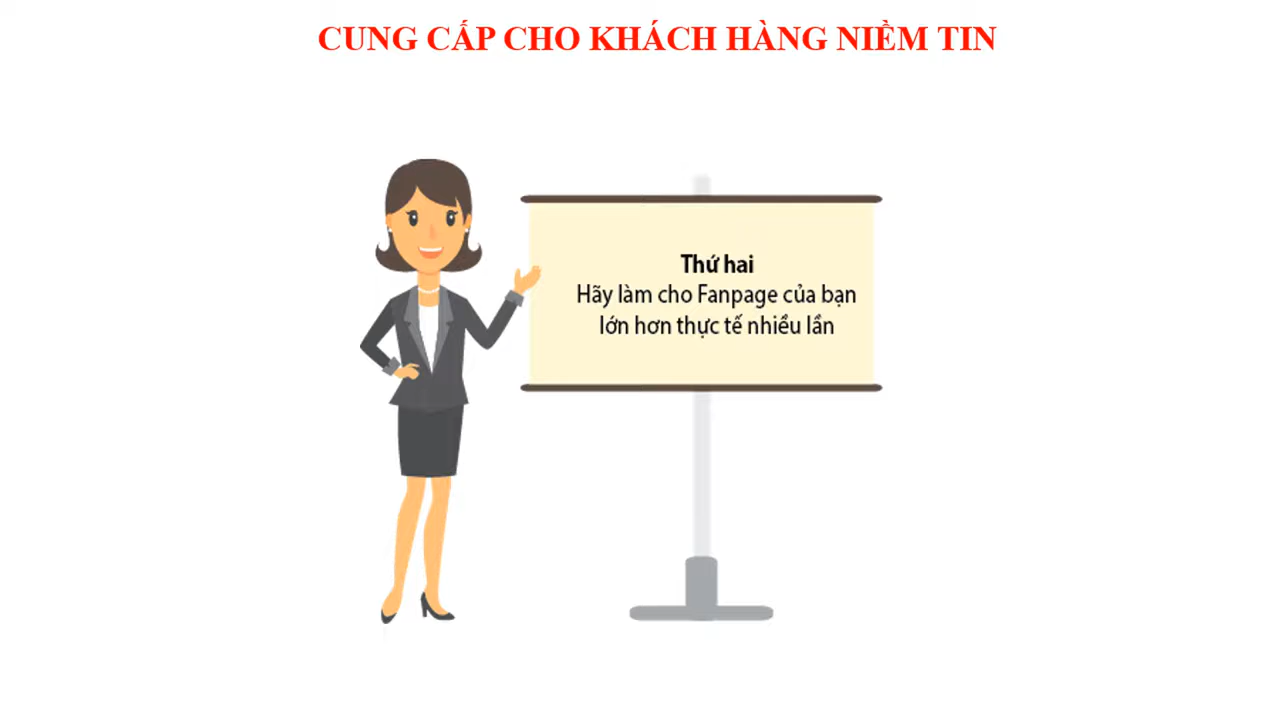 CUNG CẤP CHO KHÁCH HÀNG NIỀM TIN
Thứ hai
Hãy làm cho Fanpage của bạn
lớn hơn thực tế nhiều lần